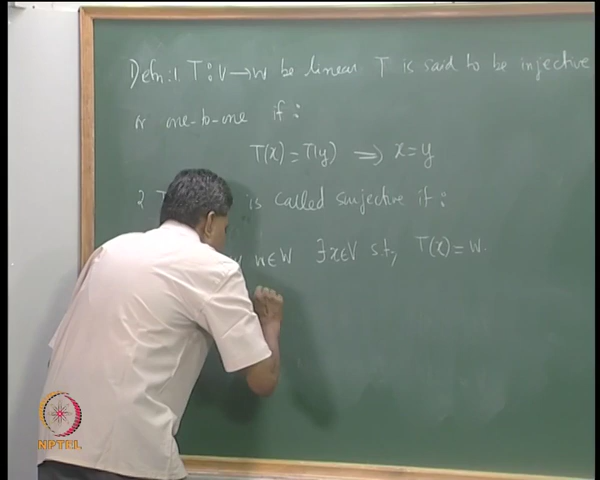 Defn: 1. T: V → W be linear. T is said to be injective
or one-to-one if:
T(x) = T(y) ⟹ x = y
2 T is called surjective if:
w ∈ W ∃ x ∈ V s.t, T(x) = w.
NPTEL